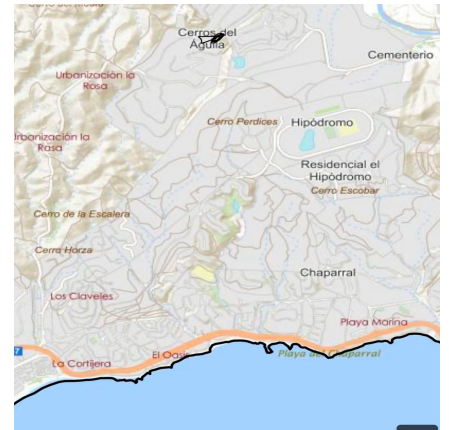 Cerros del
Águila
Cementerio
Urbanización la
Rosa
Cerro Perdices
Hipódromo
Urbanización la
Rosa
Residencial el
Hipódromo
Cerro Escobar
Cerro de la Escalera
Cerro Horza
Chaparral
Los Claveles
Playa Marina
7
El Oasis
Playa del Chaparral
La Cortijera